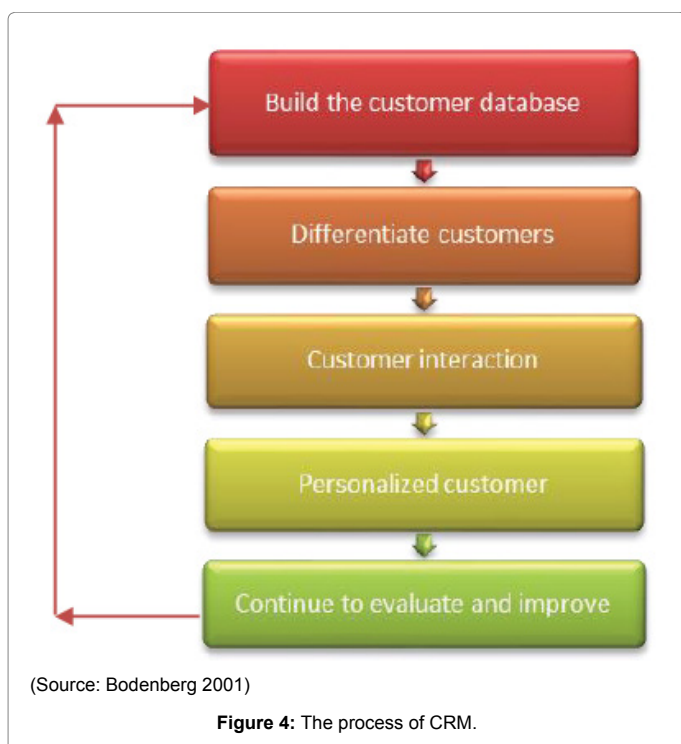 Build the customer database
Differentiate customers
Customer interaction
Personalized customer
Continue to evaluate and improve
(Source: Bodenberg 2001)
Figure 4: The process of CRM.